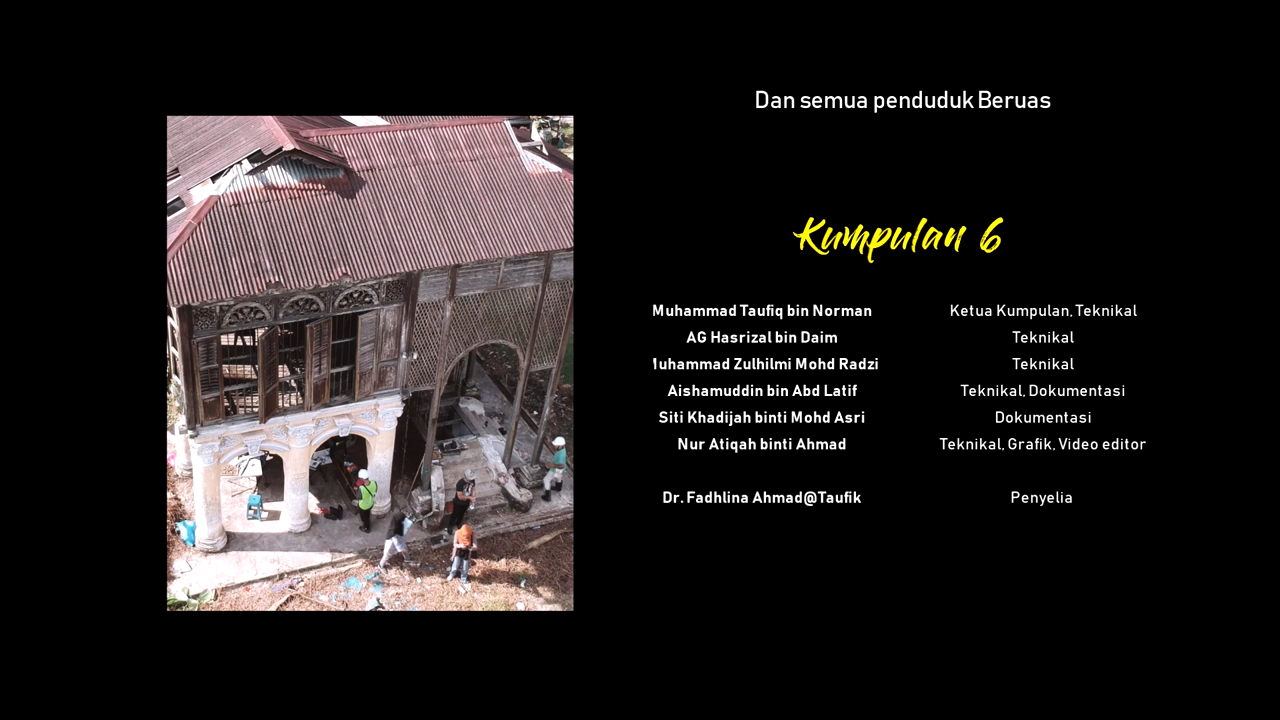 Dan semua penduduk Beruas
Kumpulan 6
Muhammad Taufiq bin Norman Ketua Kumpulan, Teknikal
AG Hasrizal bin Daim Teknikal
Muhammad Zulhilmi Mohd Radzi Teknikal
Aishamuddin bin Abd Latif Teknikal, Dokumentasi
Siti Khadijah binti Mohd Asri Dokumentasi
Nur Atiqah binti Ahmad Teknikal, Grafik, Video editor
Dr. Fadhlina Ahmad@Taufik Penyelia